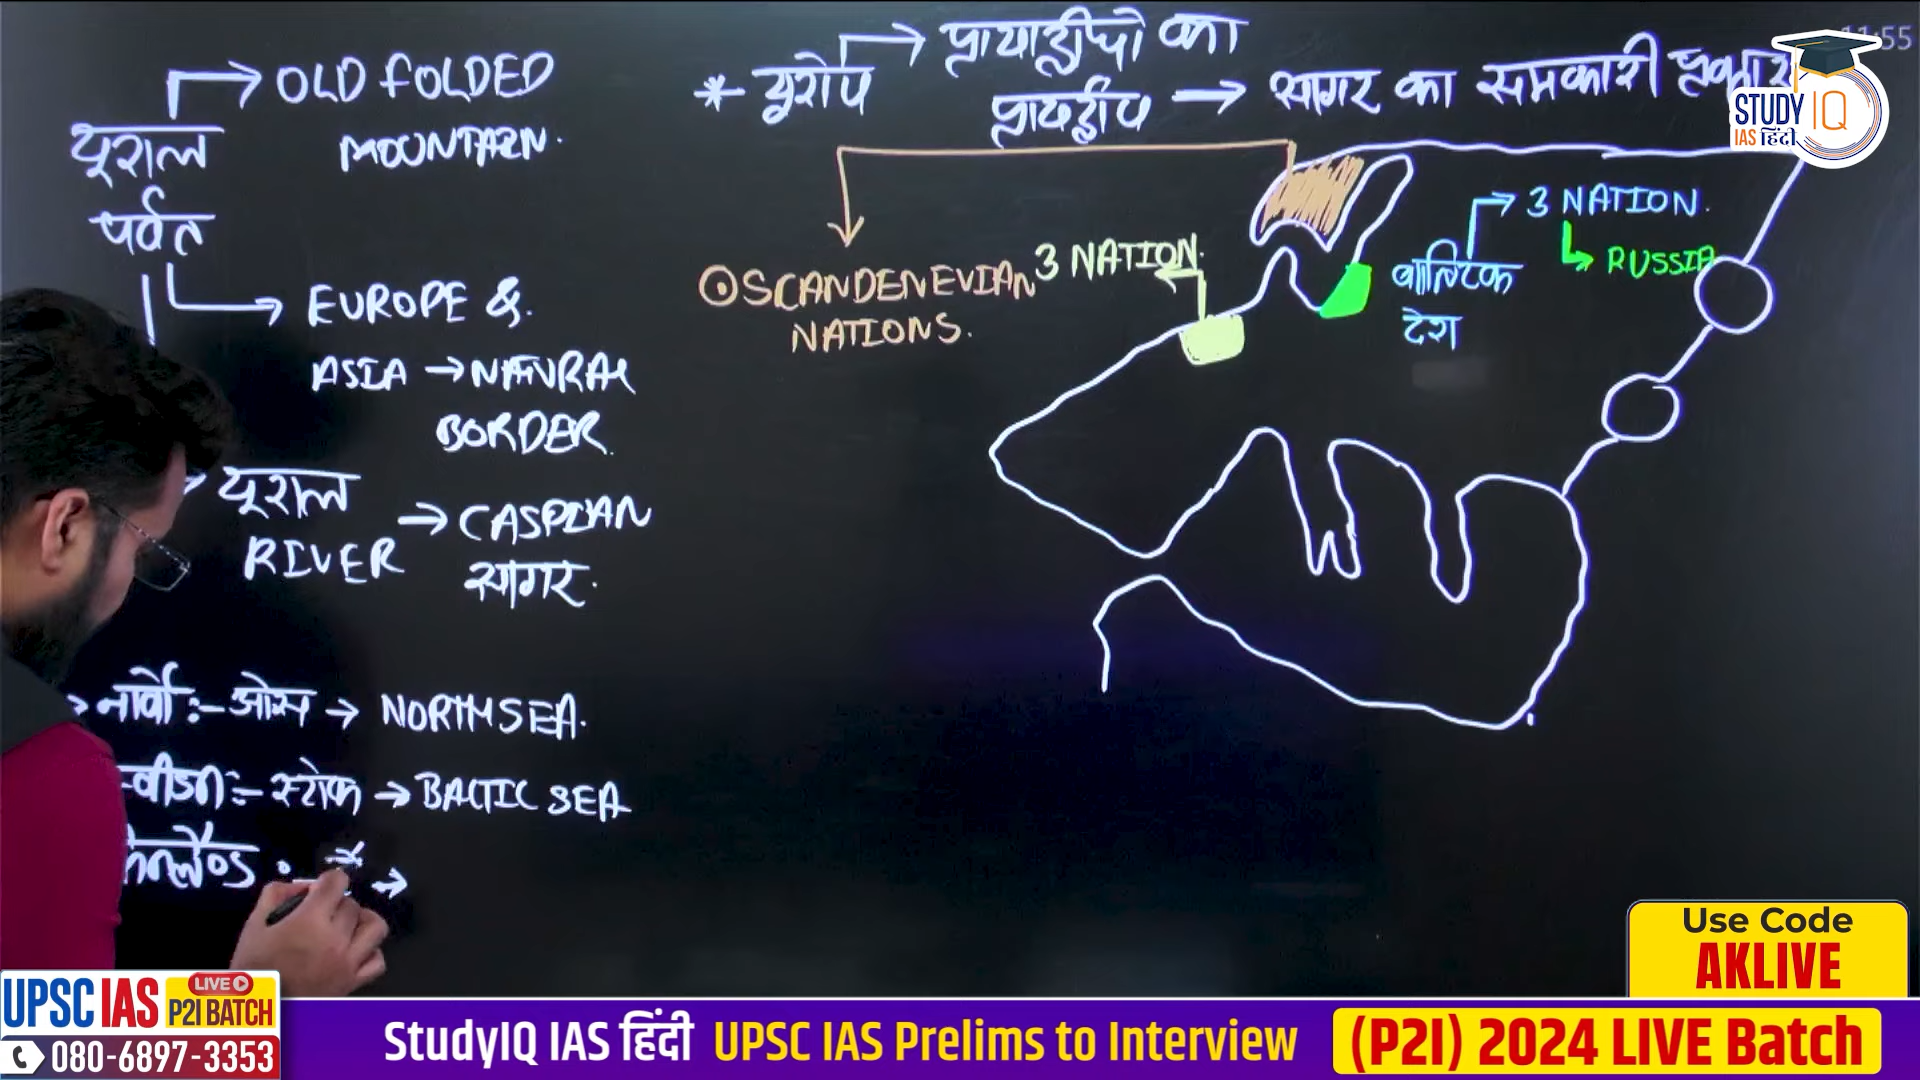 OLD FOLDED
MOUNTAIN.
यूराल
पर्वत
EUROPE &
ASIA → NATURAL
BORDER
यूराल
RIVER → CASPIAN
सागर.
नार्वे :- ओस → NORTH SEA.
स्वीडन :- स्टोक → BALTIC SEA
→
* यूरोप → प्रायद्वीपो का
प्रायद्वीप → सागर का
SCANDENEVIAN
NATIONS.
3 NATION.
3 NATION.
RUSSIA
बाल्टिक
देश
:55
STUDY IQ
IAS हिंदी
Use Code
AKLIVE
UPSC IAS LIVE
P2I BATCH
080-6897-3353
StudyIQ IAS हिंदी UPSC IAS Prelims to Interview (P2I) 2024 LIVE Batch